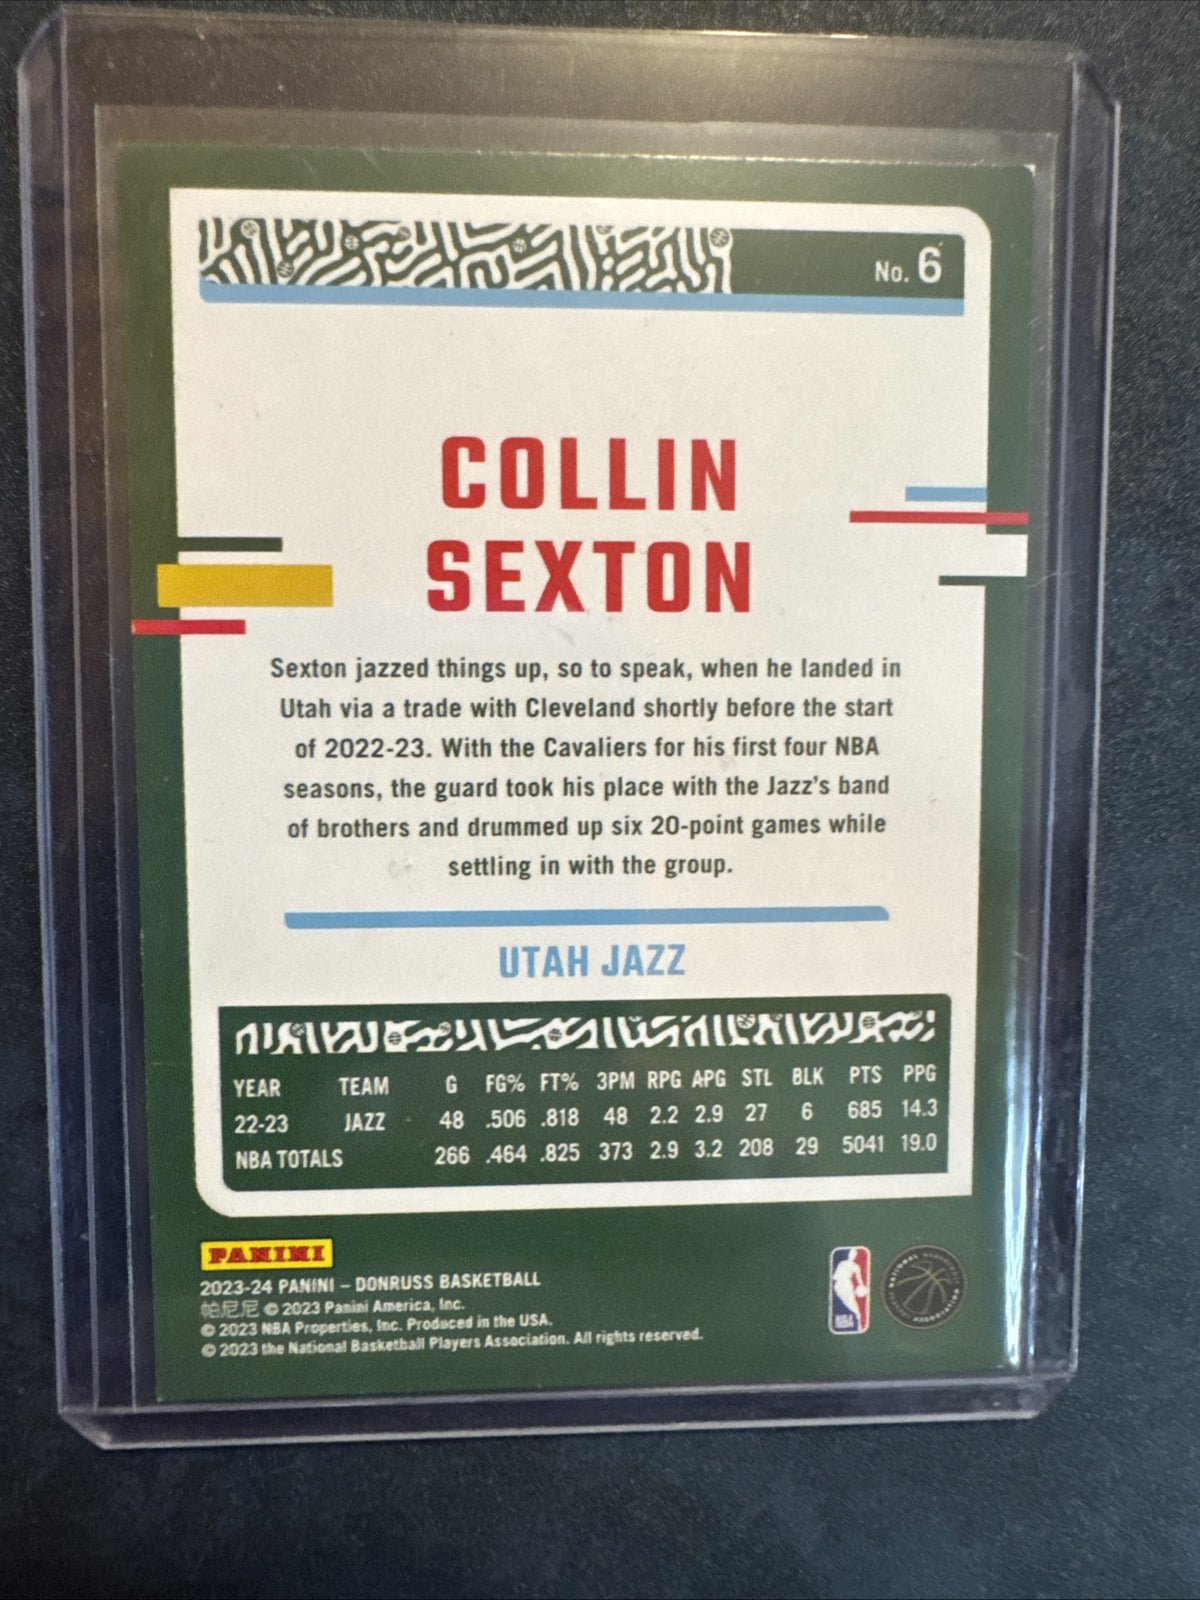 No. 6
COLLIN
SEXTON
Sexton jazzed things up, so to speak, when he landed in
Utah via a trade with Cleveland shortly before the start
of 2022-23. With the Cavaliers for his first four NBA
seasons, the guard took his place with the Jazz's band
of brothers and drummed up six 20-point games while
settling in with the group.
UTAH JAZZ
YEAR TEAM G FG% FT% 3PM RPG APG STL BLK PTS PPG
22-23 JAZZ 48 .506 .818 48 2.2 2.9 27 6 685 14.3
NBA TOTALS 266 .464 .825 373 2.9 3.2 208 29 5041 19.0
PANINI
2023-24 PANINI – DONRUSS BASKETBALL
帕尼尼 © 2023 Panini America, Inc.
© 2023 NBA Properties, Inc. Produced in the USA.
© 2023 the National Basketball Players Association. All rights reserved.
NBA